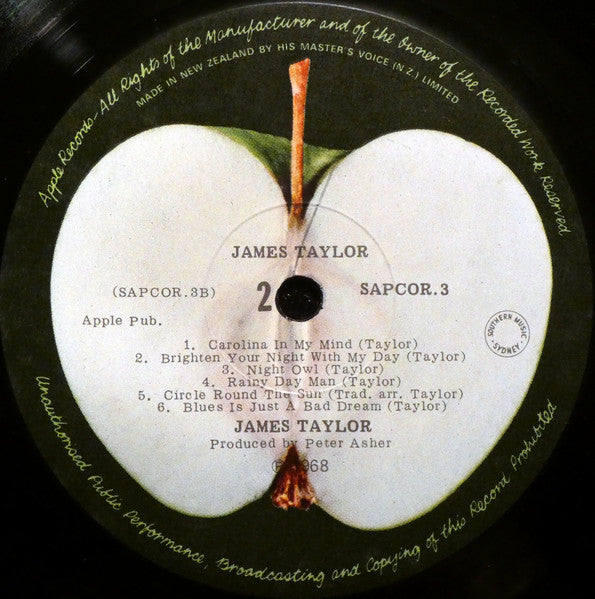 Apple Records-All Rights of the Manufacturer and of the Owner of the Recorded Work Reserved
MADE IN NEW ZEALAND BY HIS MASTER'S VOICE (N.Z.) LIMITED
JAMES TAYLOR
(SAPCOR.3B)
2
SAPCOR.3
Apple Pub.
SOUTHERN MUSIC
• SYDNEY •
1. Carolina In My Mind (Taylor)
2. Brighten Your Night With My Day (Taylor)
3. Night Owl (Taylor)
4. Rainy Day Man (Taylor)
5. Circle Round The Sun (Trad. arr. Taylor)
6. Blues Is Just A Bad Dream (Taylor)
JAMES TAYLOR
Produced by Peter Asher
℗ 1968
Unauthorised Public Performance, Broadcasting and Copying of this Record Prohibited